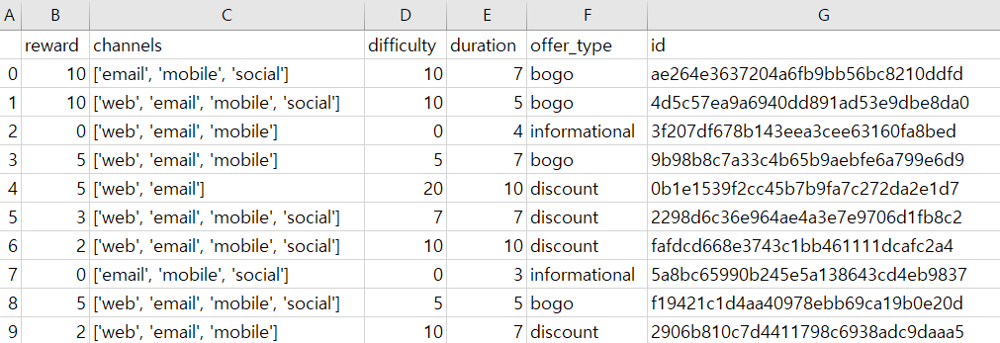 A B C D E F G
reward channels difficulty duration offer_type id
0 10 ['email', 'mobile', 'social'] 10 7 bogo ae264e3637204a6fb9bb56bc8210ddfd
1 10 ['web', 'email', 'mobile', 'social'] 10 5 bogo 4d5c57ea9a6940dd891ad53e9dbe8da0
2 0 ['web', 'email', 'mobile'] 0 4 informational 3f207df678b143eea3cee63160fa8bed
3 5 ['web', 'email', 'mobile'] 5 7 bogo 9b98b8c7a33c4b65b9aebfe6a799e6d9
4 5 ['web', 'email'] 20 10 discount 0b1e1539f2cc45b7b9fa7c272da2e1d7
5 3 ['web', 'email', 'mobile', 'social'] 7 7 discount 2298d6c36e964ae4a3e7e9706d1fb8c2
6 2 ['web', 'email', 'mobile', 'social'] 10 10 discount fafdcd668e3743c1bb461111dcafc2a4
7 0 ['email', 'mobile', 'social'] 0 3 informational 5a8bc65990b245e5a138643cd4eb9837
8 5 ['web', 'email', 'mobile', 'social'] 5 5 bogo f19421c1d4aa40978ebb69ca19b0e20d
9 2 ['web', 'email', 'mobile'] 10 7 discount 2906b810c7d4411798c6938adc9daaa5